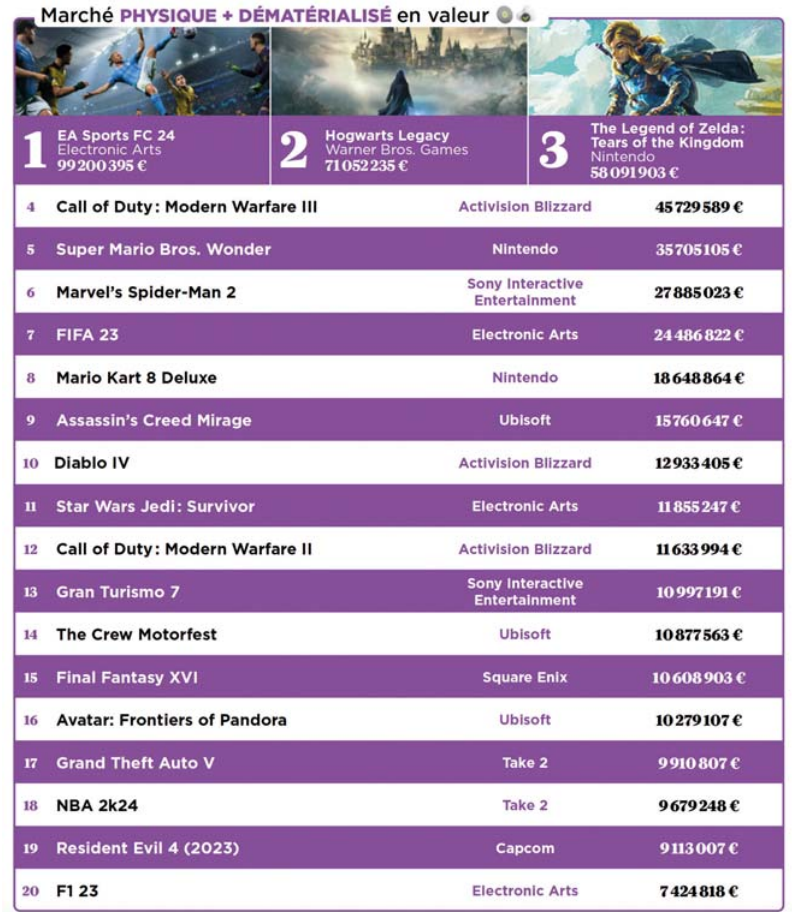 Marché PHYSIQUE + DÉMATÉRIALISÉ en valeur
1 EA Sports FC 24
Electronic Arts
99 200 395 €
2 Hogwarts Legacy
Warner Bros. Games
71 052 235 €
3 The Legend of Zelda:
Tears of the Kingdom
Nintendo
58 091 903 €
4 Call of Duty: Modern Warfare III Activision Blizzard 45 729 589 €
5 Super Mario Bros. Wonder Nintendo 35 705 105 €
6 Marvel's Spider-Man 2 Sony Interactive
Entertainment 27 885 023 €
7 FIFA 23 Electronic Arts 24 486 822 €
8 Mario Kart 8 Deluxe Nintendo 18 648 864 €
9 Assassin's Creed Mirage Ubisoft 15 760 647 €
10 Diablo IV Activision Blizzard 12 933 405 €
11 Star Wars Jedi: Survivor Electronic Arts 11 855 247 €
12 Call of Duty: Modern Warfare II Activision Blizzard 11 633 994 €
13 Gran Turismo 7 Sony Interactive
Entertainment 10 997 191 €
14 The Crew Motorfest Ubisoft 10 877 563 €
15 Final Fantasy XVI Square Enix 10 608 903 €
16 Avatar: Frontiers of Pandora Ubisoft 10 279 107 €
17 Grand Theft Auto V Take 2 9 910 807 €
18 NBA 2k24 Take 2 9 679 248 €
19 Resident Evil 4 (2023) Capcom 9 113 007 €
20 F1 23 Electronic Arts 7 424 818 €